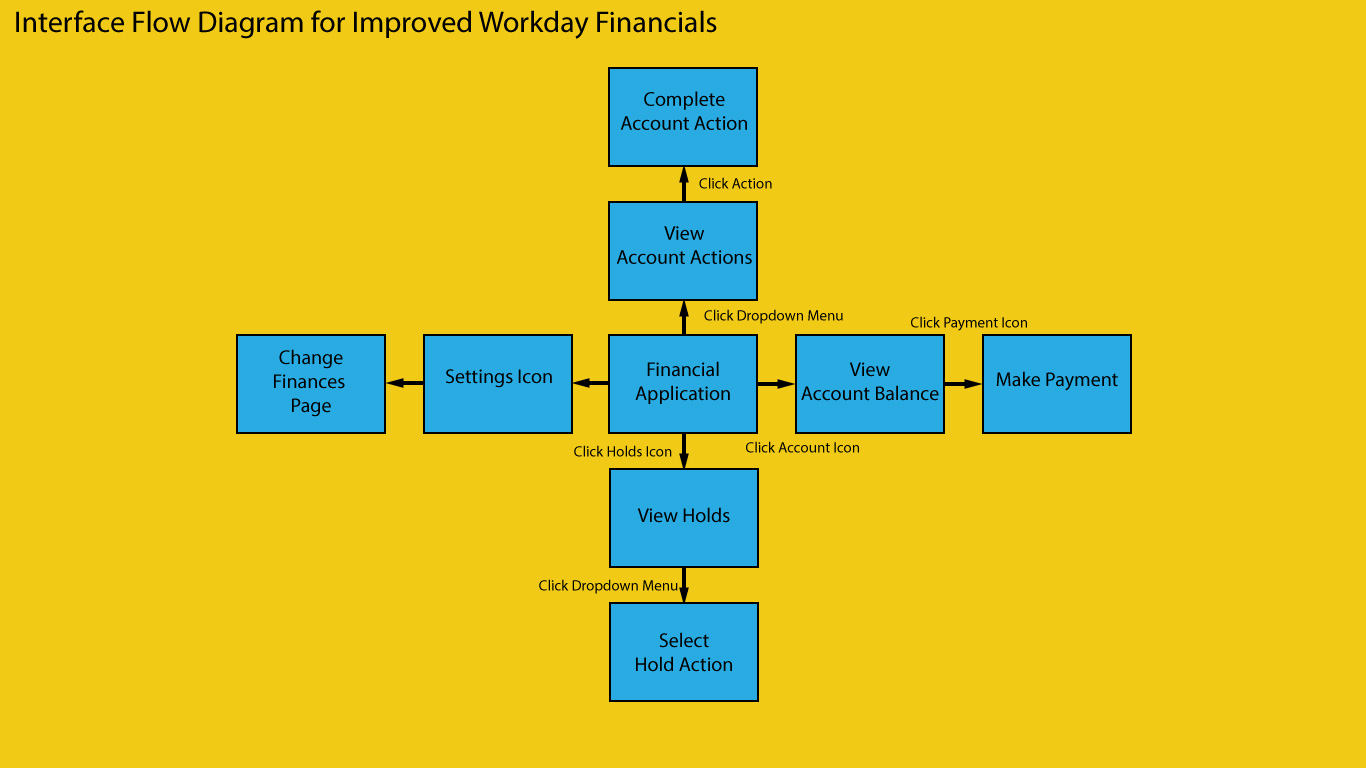 Interface Flow Diagram for Improved Workday Financials
Complete
Account Action
Click Action
View
Account Actions
Click Dropdown Menu
Click Payment Icon
Change
Finances
Page
Settings Icon
Financial
Application
View
Account Balance
Make Payment
Click Holds Icon
Click Account Icon
View Holds
Click Dropdown Menu
Select
Hold Action